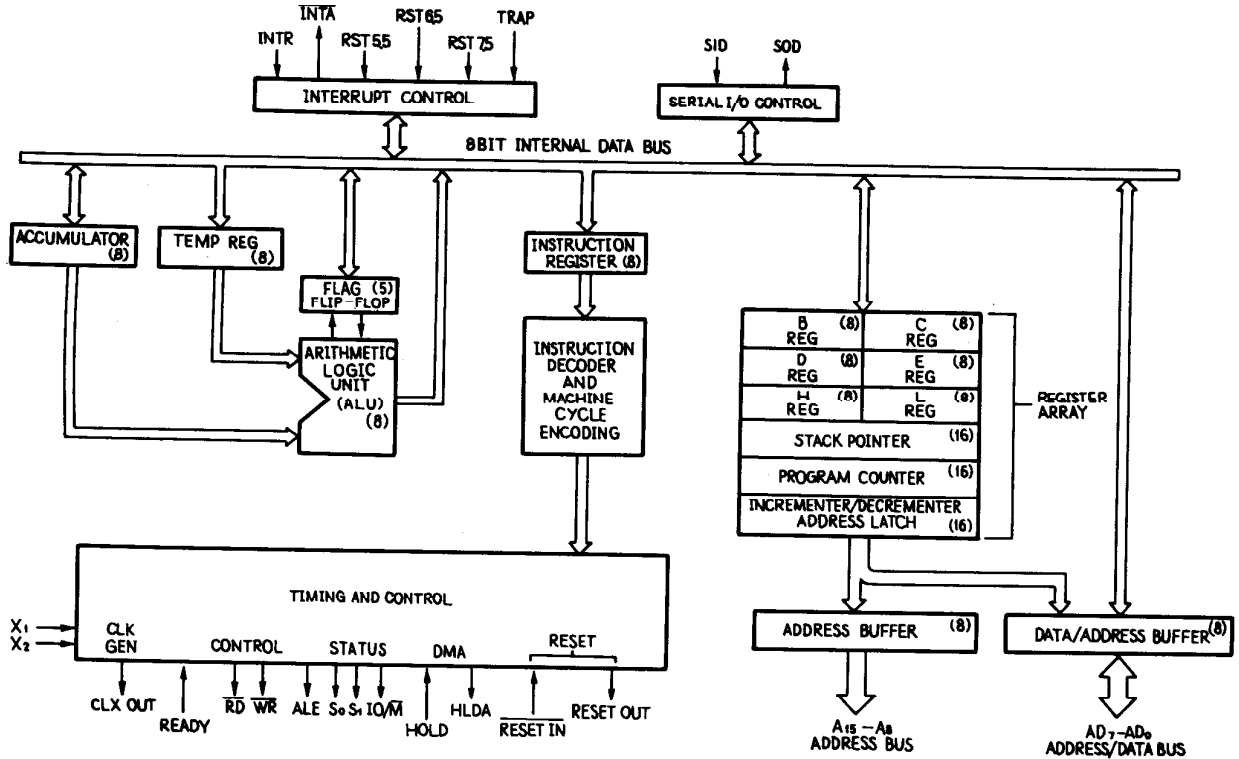 INTR
INTA
RST5,5
RST6,5
RST7,5
TRAP
INTERRUPT CONTROL
SID
SOD
SERIAL I/O CONTROL
8BIT INTERNAL DATA BUS
ACCUMULATOR
(8)
TEMP REG
(8)
FLAG (5)
FLIP-FLOP
ARITHMETIC
LOGIC
UNIT
(ALU)
(8)
INSTRUCTION
REGISTER (8)
INSTRUCTION
DECODER
AND
MACHINE
CYCLE
ENCODING
B (8)
REG
C (8)
REG
D (8)
REG
E (8)
REG
H (8)
REG
L (8)
REG
STACK POINTER (16)
PROGRAM COUNTER (16)
INCREMENTER/DECREMENTER
ADDRESS LATCH (16)
REGISTER
ARRAY
TIMING AND CONTROL
X1
X2
CLK
GEN
CONTROL
STATUS
DMA
RESET
CLX OUT
READY
RD
WR
ALE
S0
S1
IO/M
HOLD
HLDA
RESET IN
RESET OUT
ADDRESS BUFFER (8)
DATA/ADDRESS BUFFER (8)
A15-A8
ADDRESS BUS
AD7-AD0
ADDRESS/DATA BUS